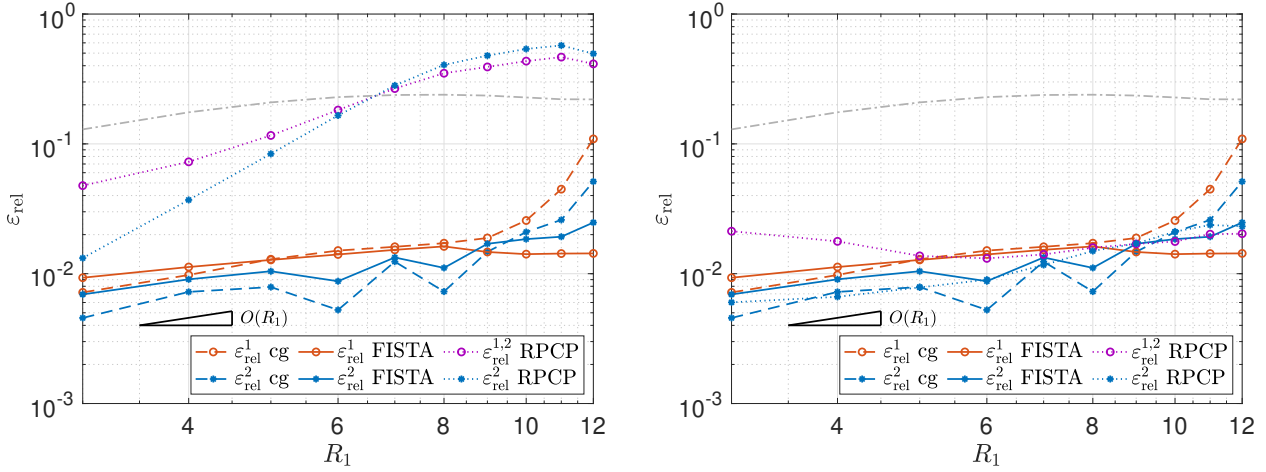 10^0
10^-1
10^-2
10^-3
ε_rel
O(R_1)
ε^1_rel cg ε^1_rel FISTA ε^{1,2}_rel RPCP
ε^2_rel cg ε^2_rel FISTA ε^2_rel RPCP
4 6 8 10 12
R_1
10^0
10^-1
10^-2
10^-3
ε_rel
O(R_1)
ε^1_rel cg ε^1_rel FISTA ε^{1,2}_rel RPCP
ε^2_rel cg ε^2_rel FISTA ε^2_rel RPCP
4 6 8 10 12
R_1